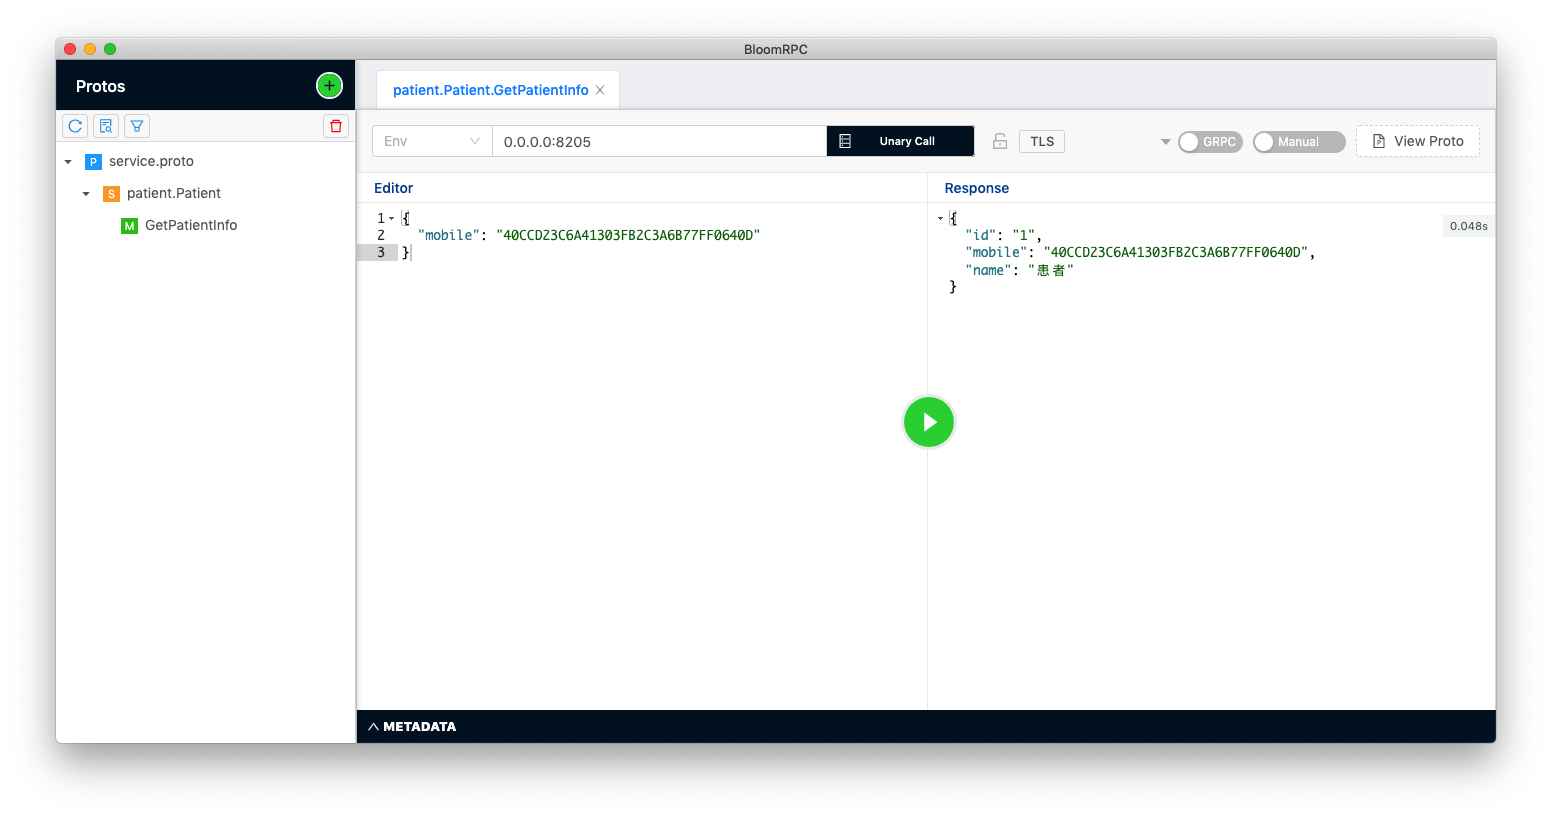 BloomRPC
Protos
patient.Patient.GetPatientInfo
Env
0.0.0.0:8205
Unary Call
TLS
GRPC
Manual
View Proto
P service.proto
S patient.Patient
M GetPatientInfo
Editor
1 {
2 "mobile": "40CCD23C6A41303FB2C3A6B77FF0640D"
3 }
Response
0.048s
{
"id": "1",
"mobile": "40CCD23C6A41303FB2C3A6B77FF0640D",
"name": "患者"
}
METADATA